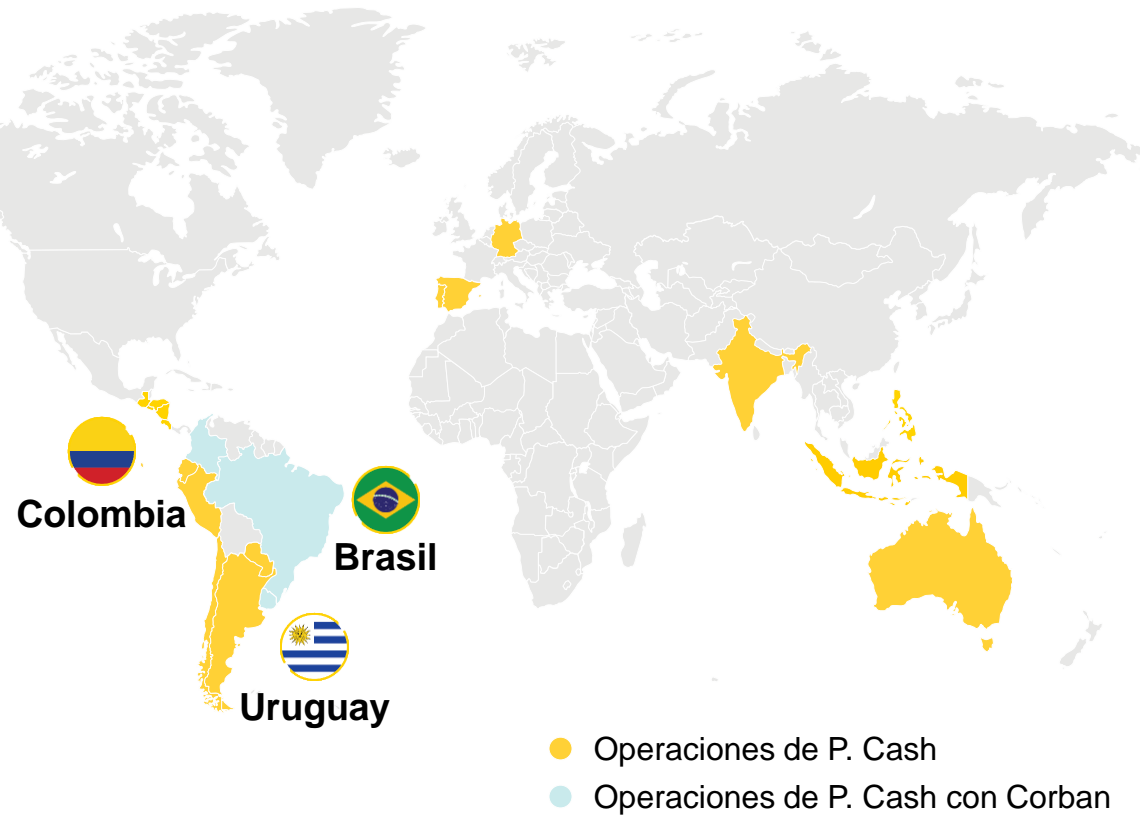 Colombia
Brasil
Uruguay
Operaciones de P. Cash
Operaciones de P. Cash con Corban